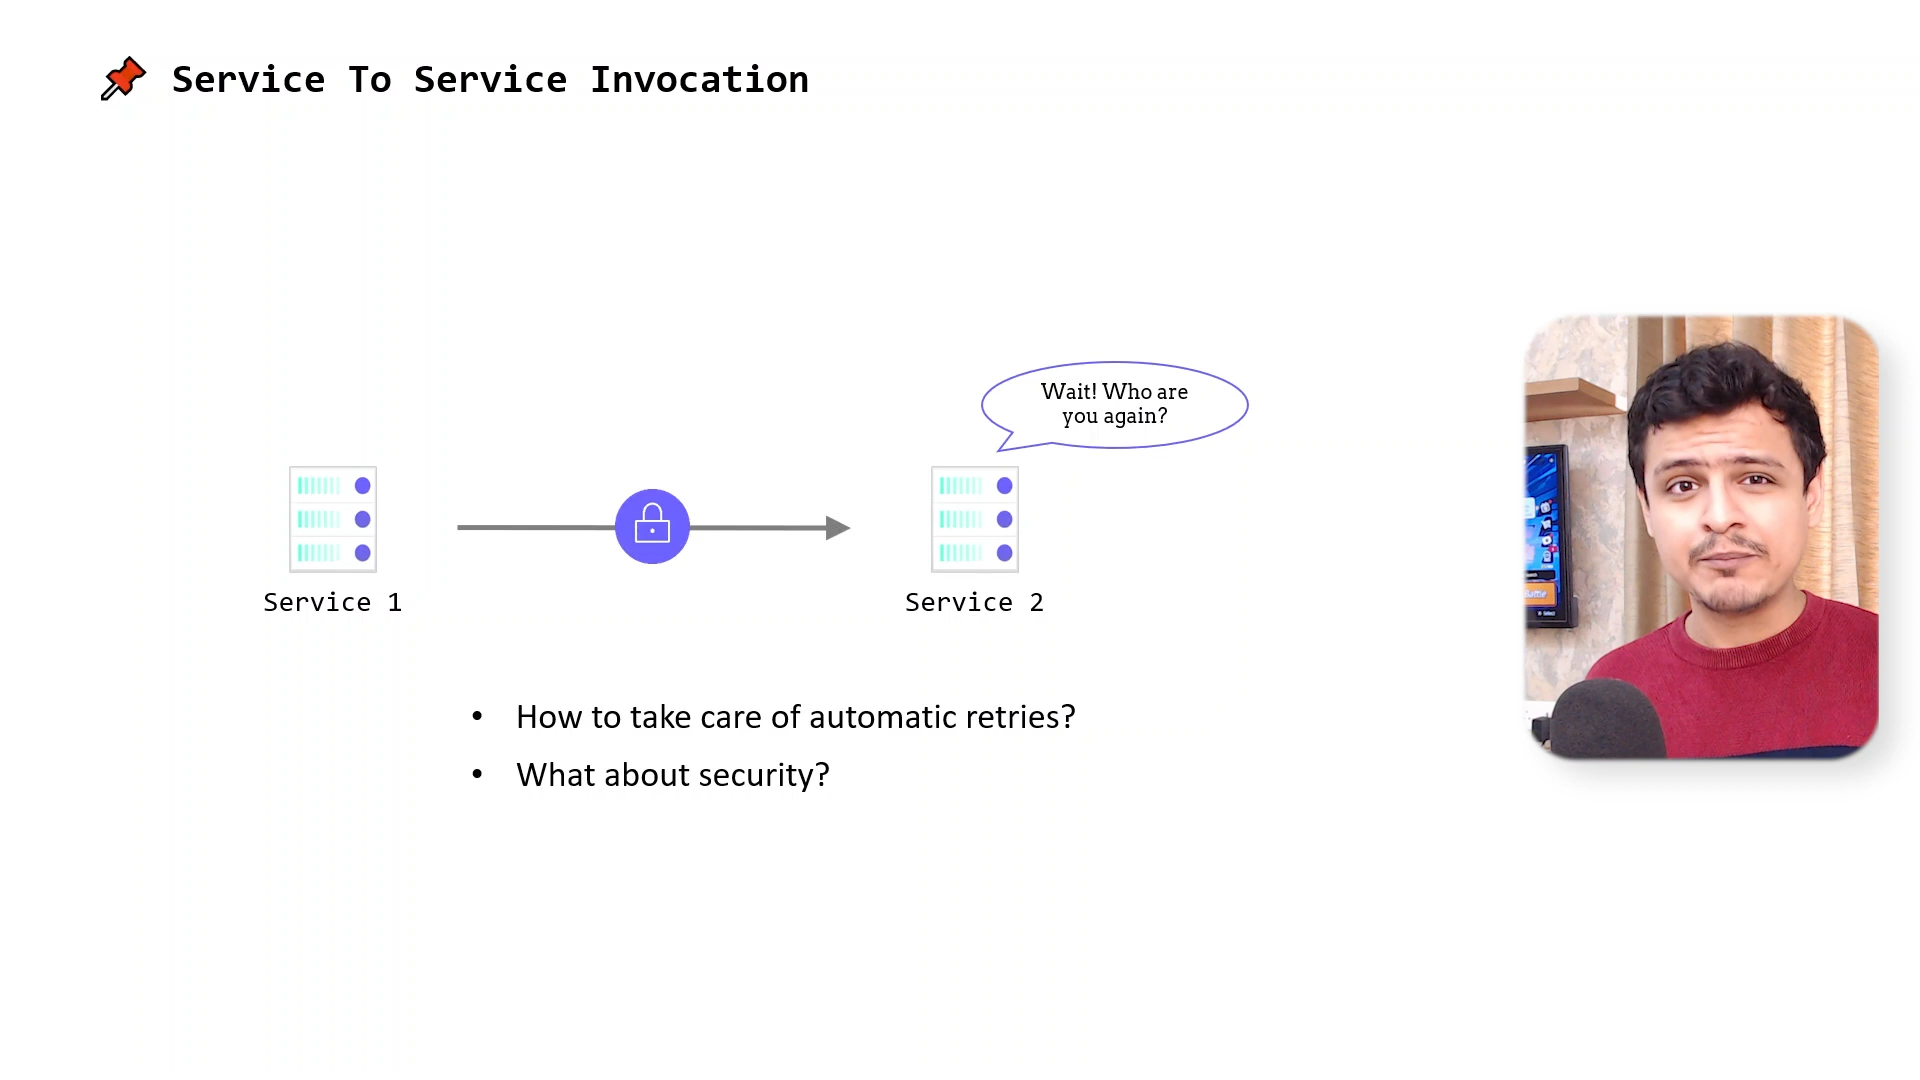 Service To Service Invocation
Wait! Who are
you again?
Service 1
Service 2
• How to take care of automatic retries?
• What about security?